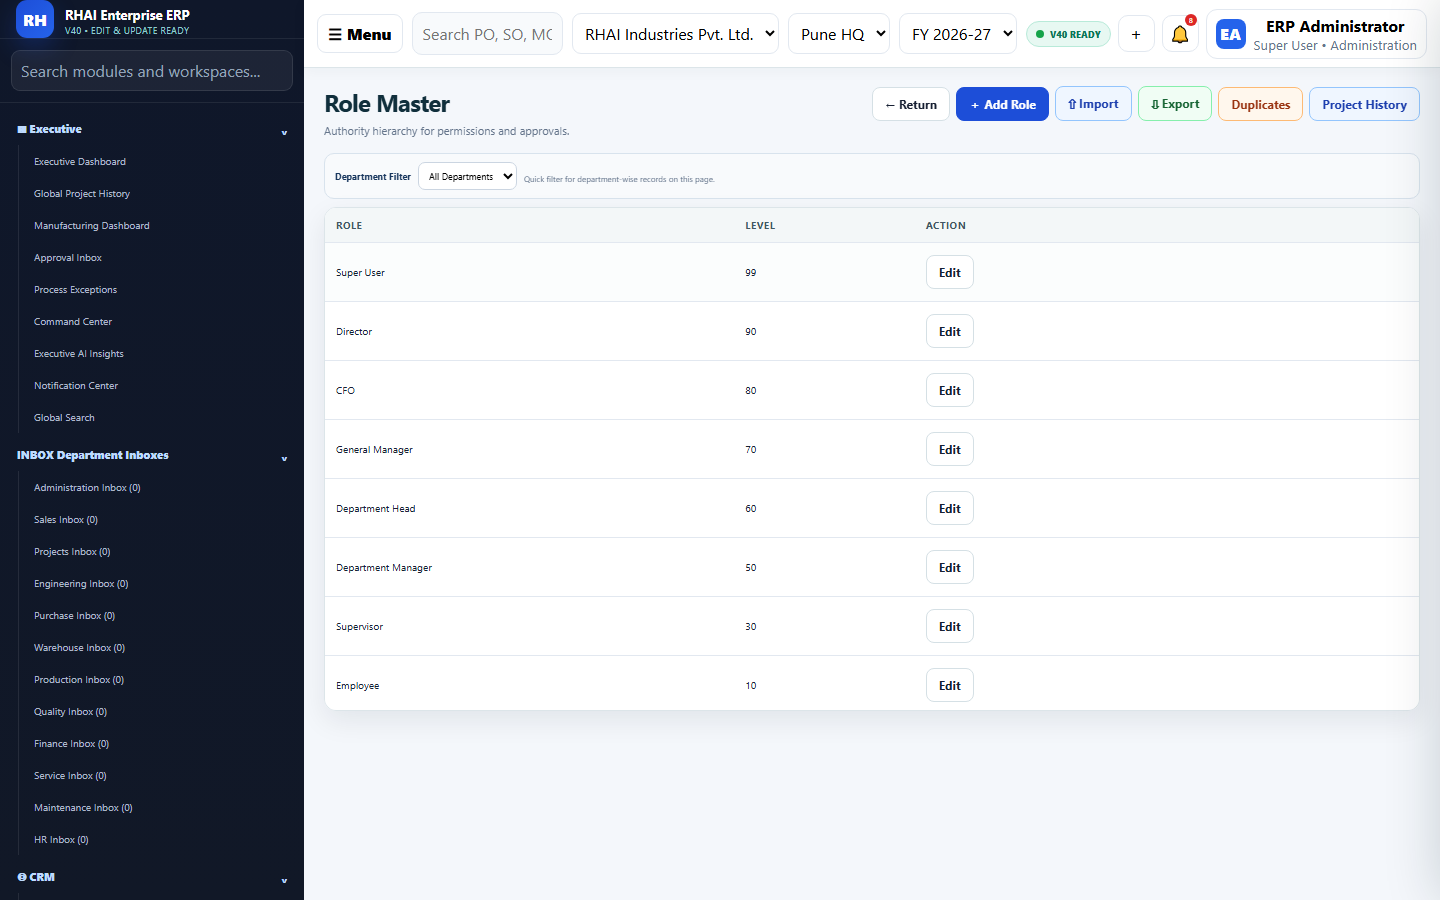 RH
RHAI Enterprise ERP
V40 • EDIT & UPDATE READY
Search modules and workspaces...
Executive
Executive Dashboard
Global Project History
Manufacturing Dashboard
Approval Inbox
Process Exceptions
Command Center
Executive AI Insights
Notification Center
Global Search
INBOX Department Inboxes
Administration Inbox (0)
Sales Inbox (0)
Projects Inbox (0)
Engineering Inbox (0)
Purchase Inbox (0)
Warehouse Inbox (0)
Production Inbox (0)
Quality Inbox (0)
Finance Inbox (0)
Service Inbox (0)
Maintenance Inbox (0)
HR Inbox (0)
CRM
☰ Menu
Search PO, SO, MO
RHAI Industries Pvt. Ltd.
Pune HQ
FY 2026-27
V40 READY
+
8
EA
ERP Administrator
Super User • Administration
Role Master
Authority hierarchy for permissions and approvals.
← Return
+ Add Role
⇧ Import
⇩ Export
Duplicates
Project History
Department Filter All Departments Quick filter for department-wise records on this page.
ROLE LEVEL ACTION
Super User 99 Edit
Director 90 Edit
CFO 80 Edit
General Manager 70 Edit
Department Head 60 Edit
Department Manager 50 Edit
Supervisor 30 Edit
Employee 10 Edit